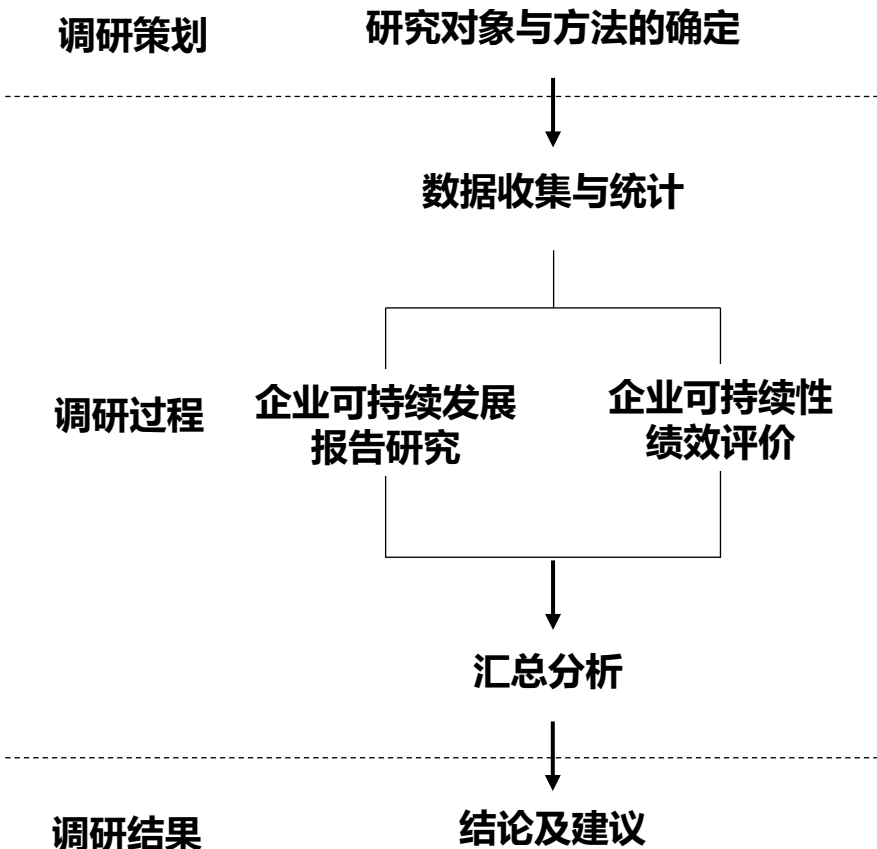 调研策划
研究对象与方法的确定
数据收集与统计
调研过程
企业可持续发展
报告研究
企业可持续性
绩效评价
汇总分析
调研结果
结论及建议